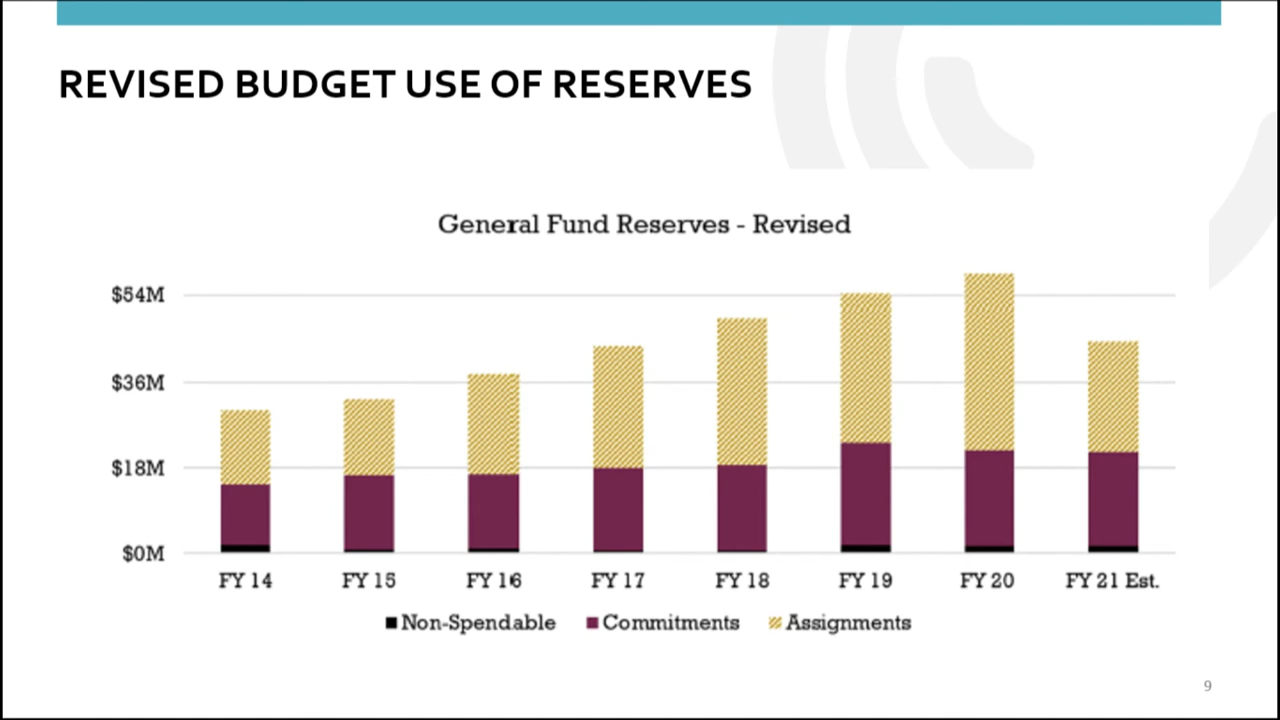 REVISED BUDGET USE OF RESERVES
General Fund Reserves - Revised
$54M
$36M
$18M
$0M
FY 14 FY 15 FY 16 FY 17 FY 18 FY 19 FY 20 FY 21 Est.
Non-Spendable Commitments Assignments
9